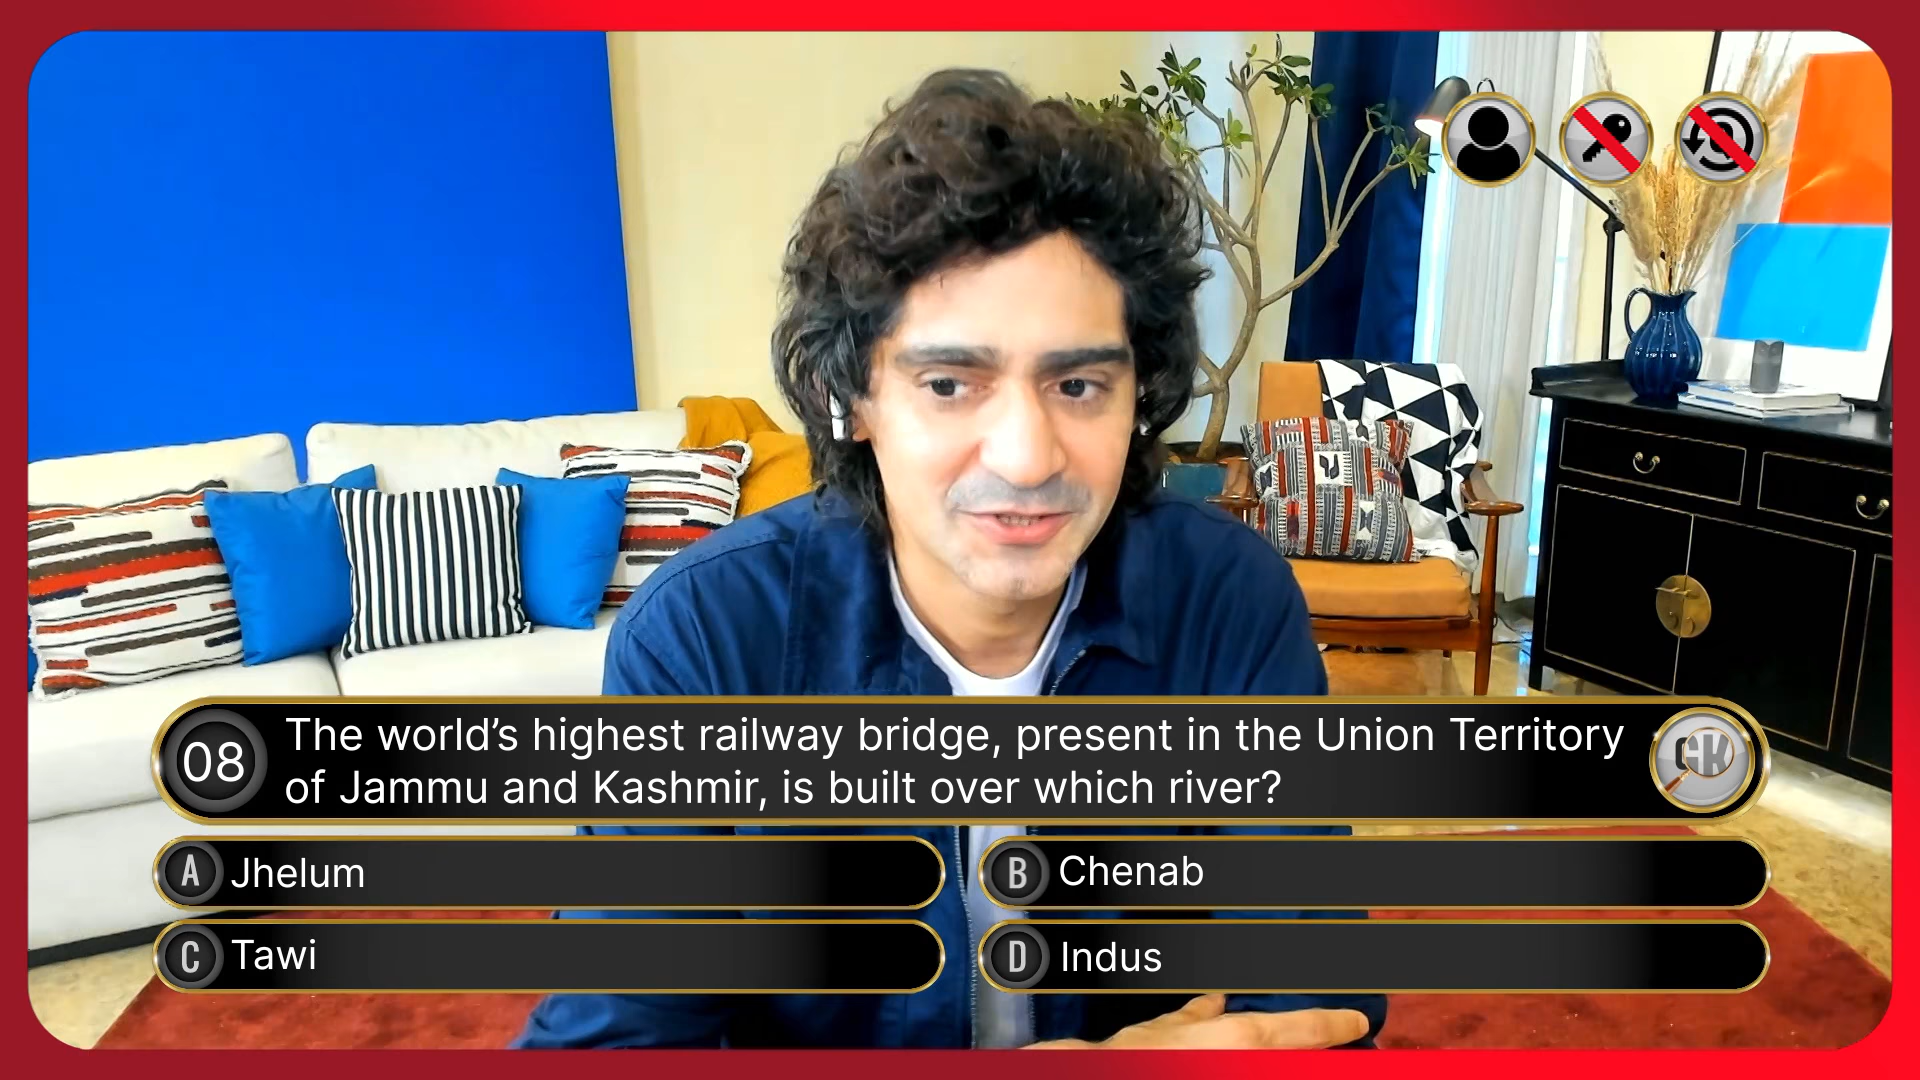 08
The world's highest railway bridge, present in the Union Territory
of Jammu and Kashmir, is built over which river?
GK
A Jhelum
B Chenab
C Tawi
D Indus